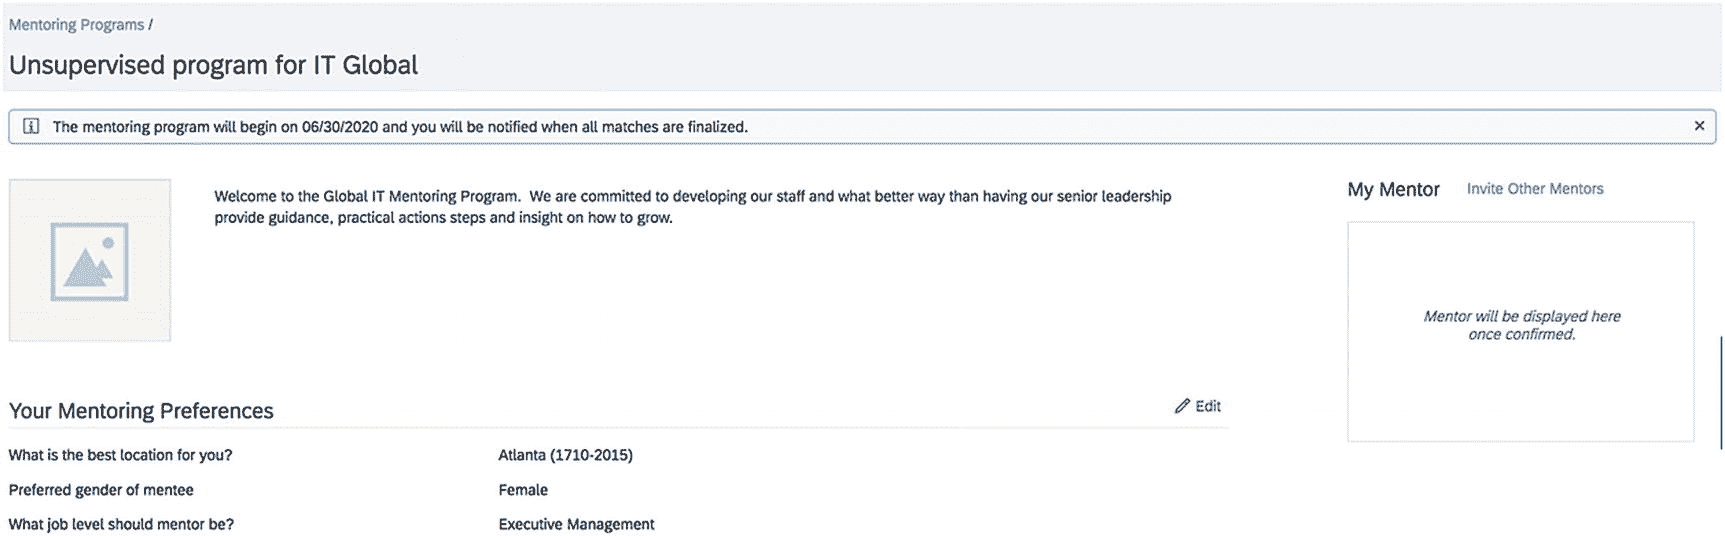 Mentoring Programs /
Unsupervised program for IT Global
The mentoring program will begin on 06/30/2020 and you will be notified when all matches are finalized.
Welcome to the Global IT Mentoring Program. We are committed to developing our staff and what better way than having our senior leadership
provide guidance, practical actions steps and insight on how to grow.
My Mentor Invite Other Mentors
Mentor will be displayed here
once confirmed.
Your Mentoring Preferences Edit
What is the best location for you? Atlanta (1710-2015)
Preferred gender of mentee Female
What job level should mentor be? Executive Management